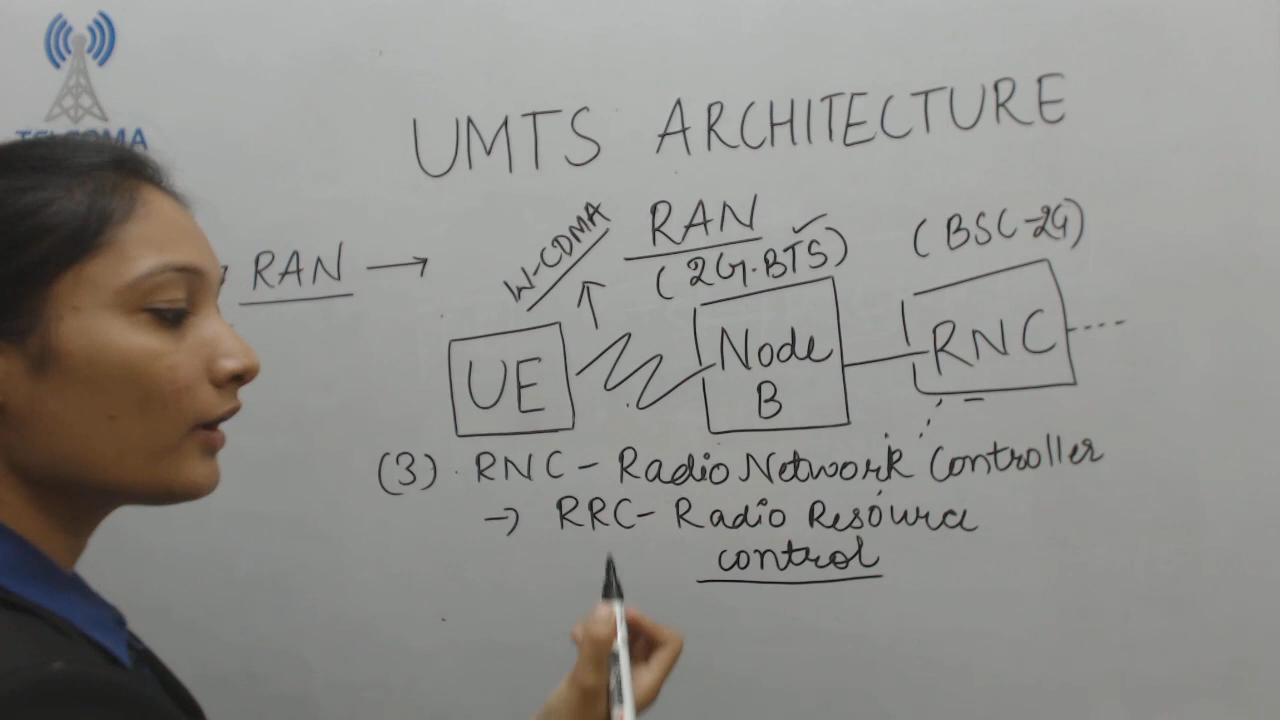 UMTS ARCHITECTURE
RAN →
W-CDMA
RAN
(2G.BTS)
(BSC-2G)
UE
Node
B
RNC
(3). RNC - Radio Network Controller
→ RRC - Radio Resource
control